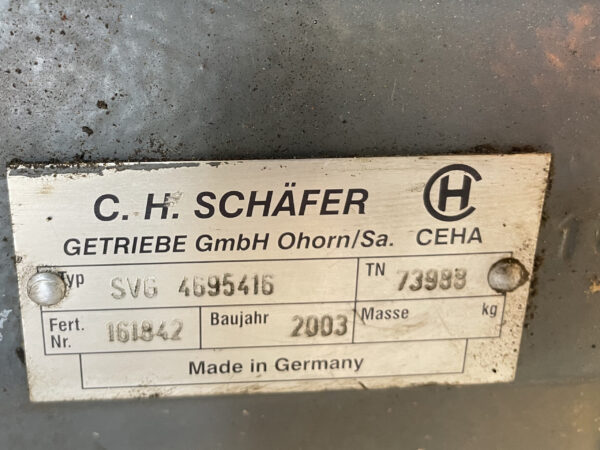 C. H. SCHÄFER
GETRIEBE GmbH Ohorn/Sa. CEHA
Typ SVG 4695416 TN 73988
Fert. Nr. 161842 Baujahr 2003 Masse kg
Made in Germany